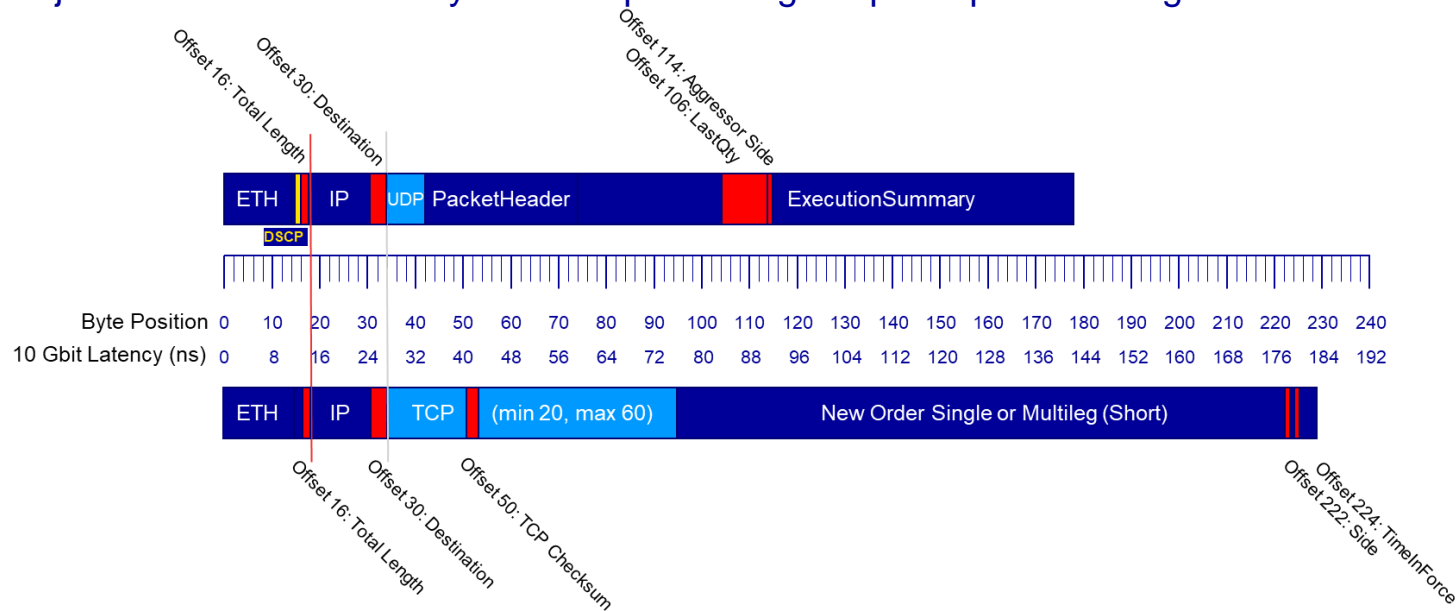 Offset 16: Total Length
Offset 30: Destination
Offset 106: LastQty
Offset 114: Aggressor Side
ETH IP UDP PacketHeader ExecutionSummary
DSCP
Byte Position 0 10 20 30 40 50 60 70 80 90 100 110 120 130 140 150 160 170 180 190 200 210 220 230 240
10 Gbit Latency (ns) 0 8 16 24 32 40 48 56 64 72 80 88 96 104 112 120 128 136 144 152 160 168 176 184 192
ETH IP TCP (min 20, max 60) New Order Single or Multileg (Short)
Offset 16: Total Length
Offset 30: Destination
Offset 50: TCP Checksum
Offset 222: Side
Offset 224: TimeInForce